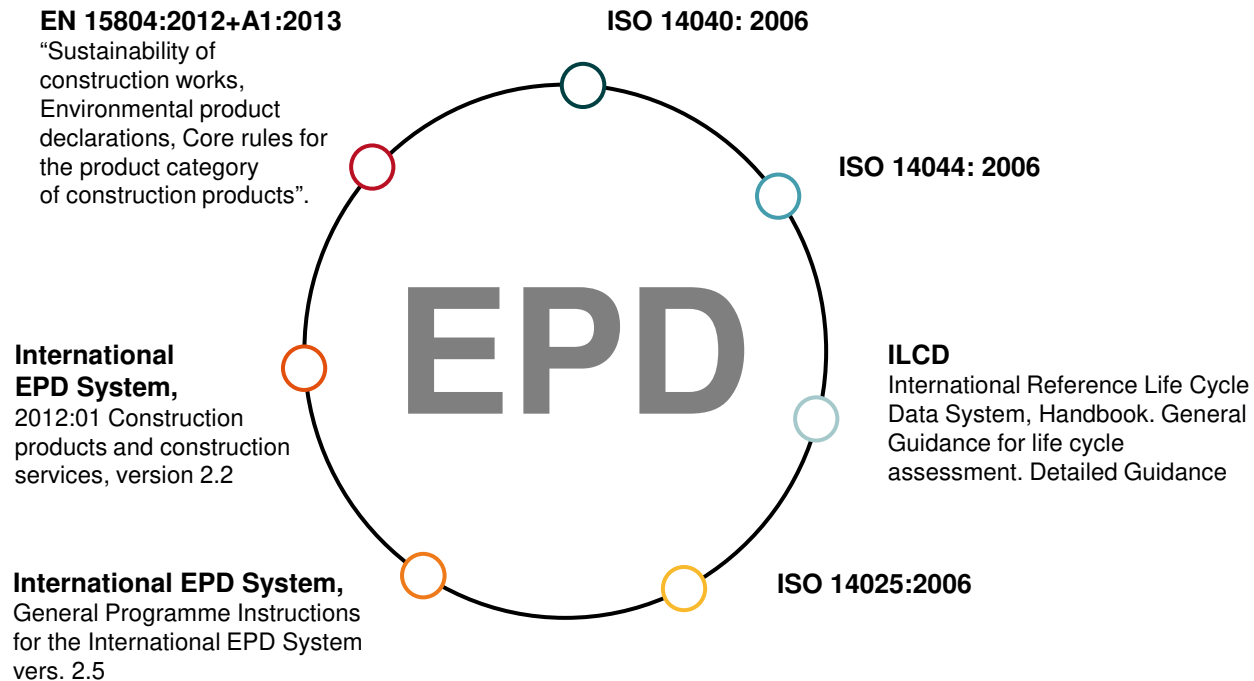 EN 15804:2012+A1:2013
“Sustainability of
construction works,
Environmental product
declarations, Core rules for
the product category
of construction products”.
ISO 14040: 2006
ISO 14044: 2006
EPD
International
EPD System,
2012:01 Construction
products and construction
services, version 2.2
ILCD
International Reference Life Cycle
Data System, Handbook. General
Guidance for life cycle
assessment. Detailed Guidance
International EPD System,
General Programme Instructions
for the International EPD System
vers. 2.5
ISO 14025:2006